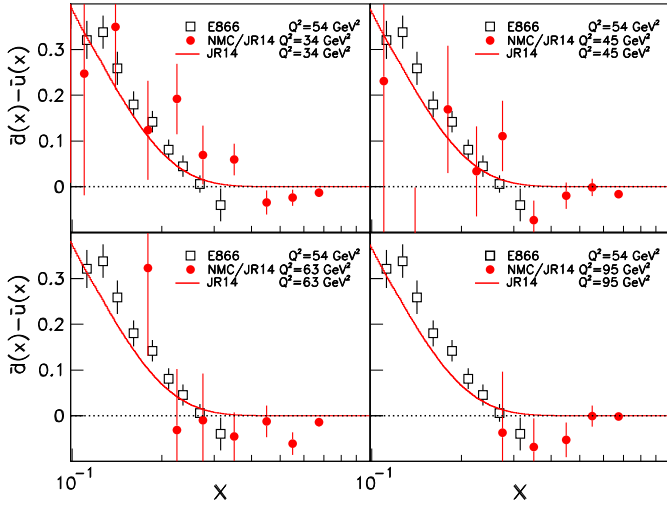 E866 Q²=54 GeV²
NMC/JR14 Q²=34 GeV²
JR14 Q²=34 GeV²
E866 Q²=54 GeV²
NMC/JR14 Q²=45 GeV²
JR14 Q²=45 GeV²
0.3
0.2
0.1
0
d̄(x)−ū(x)
E866 Q²=54 GeV²
NMC/JR14 Q²=63 GeV²
JR14 Q²=63 GeV²
E866 Q²=54 GeV²
NMC/JR14 Q²=95 GeV²
JR14 Q²=95 GeV²
0.3
0.2
0.1
0
d̄(x)−ū(x)
10⁻¹ 10⁻¹
X X